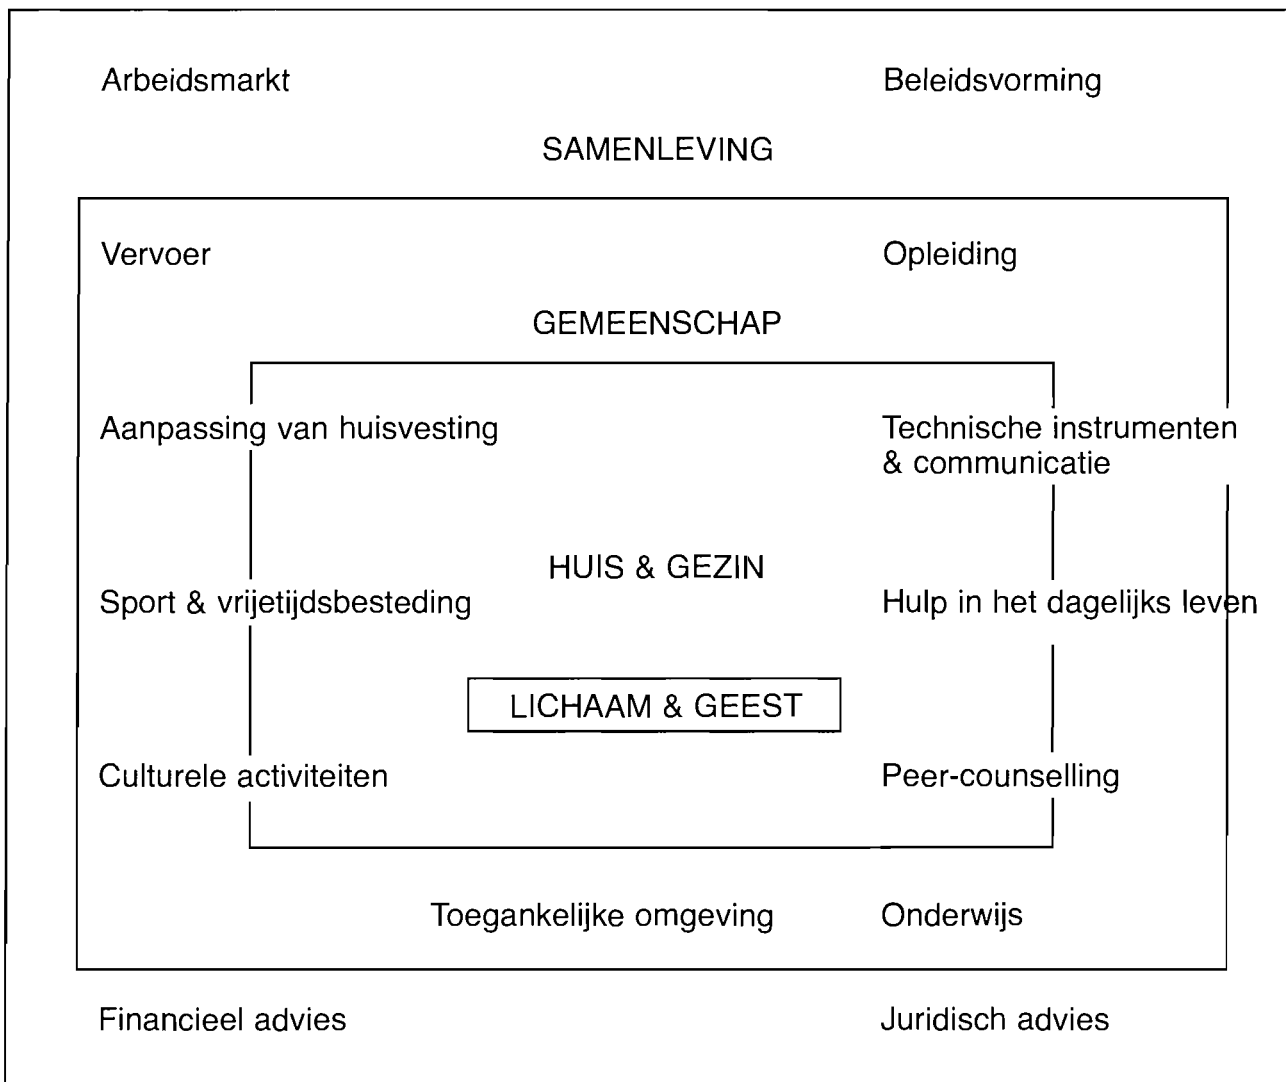 Arbeidsmarkt
Beleidsvorming
SAMENLEVING
Vervoer
Opleiding
GEMEENSCHAP
Aanpassing van huisvesting
Technische instrumenten
& communicatie
HUIS & GEZIN
Sport & vrijetijdsbesteding
Hulp in het dagelijks leven
LICHAAM & GEEST
Culturele activiteiten
Peer-counselling
Toegankelijke omgeving
Onderwijs
Financieel advies
Juridisch advies